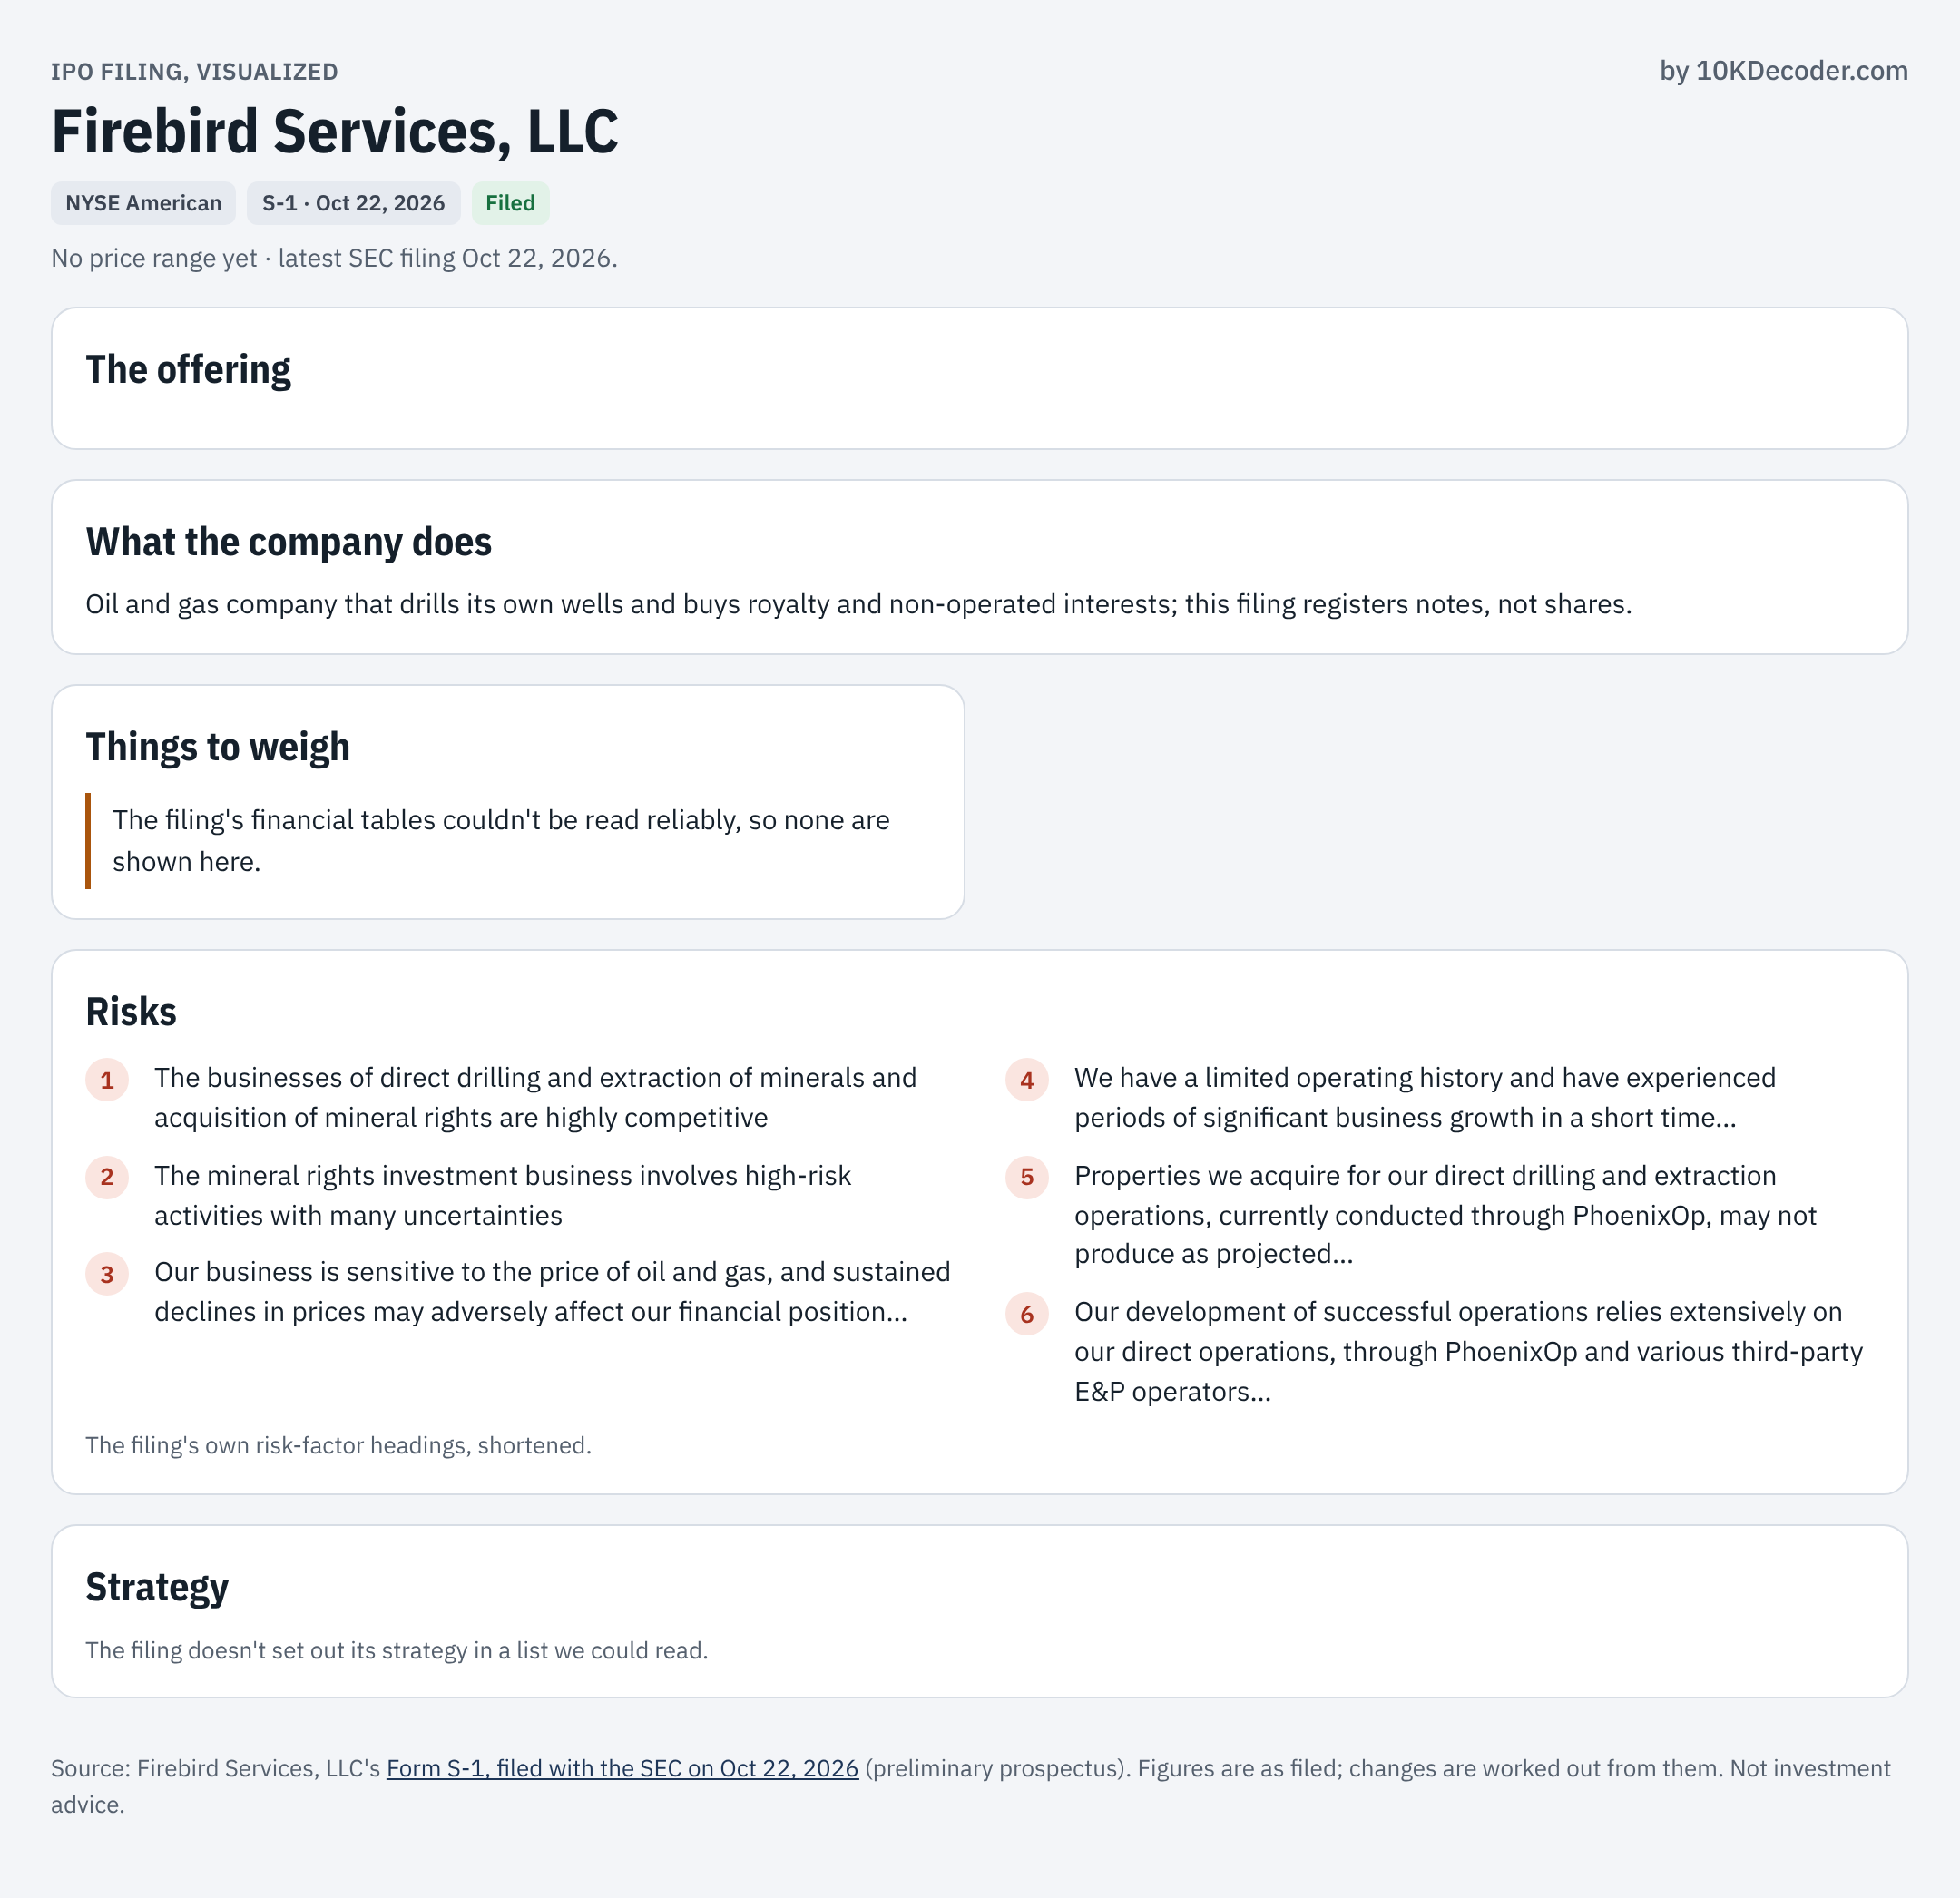 IPO FILING, VISUALIZED
by 10KDecoder.com
Firebird Services, LLC
NYSE American
S-1 · Oct 22, 2026
Filed
No price range yet · latest SEC filing Oct 22, 2026.
The offering
What the company does
Oil and gas company that drills its own wells and buys royalty and non-operated interests; this filing registers notes, not shares.
Things to weigh
The filing's financial tables couldn't be read reliably, so none are
shown here.
Risks
1 The businesses of direct drilling and extraction of minerals and
acquisition of mineral rights are highly competitive
2 The mineral rights investment business involves high-risk
activities with many uncertainties
3 Our business is sensitive to the price of oil and gas, and sustained
declines in prices may adversely affect our financial position...
4 We have a limited operating history and have experienced
periods of significant business growth in a short time...
5 Properties we acquire for our direct drilling and extraction
operations, currently conducted through PhoenixOp, may not
produce as projected...
6 Our development of successful operations relies extensively on
our direct operations, through PhoenixOp and various third-party
E&P operators...
The filing's own risk-factor headings, shortened.
Strategy
The filing doesn't set out its strategy in a list we could read.
Source: Firebird Services, LLC's Form S-1, filed with the SEC on Oct 22, 2026 (preliminary prospectus). Figures are as filed; changes are worked out from them. Not investment
advice.